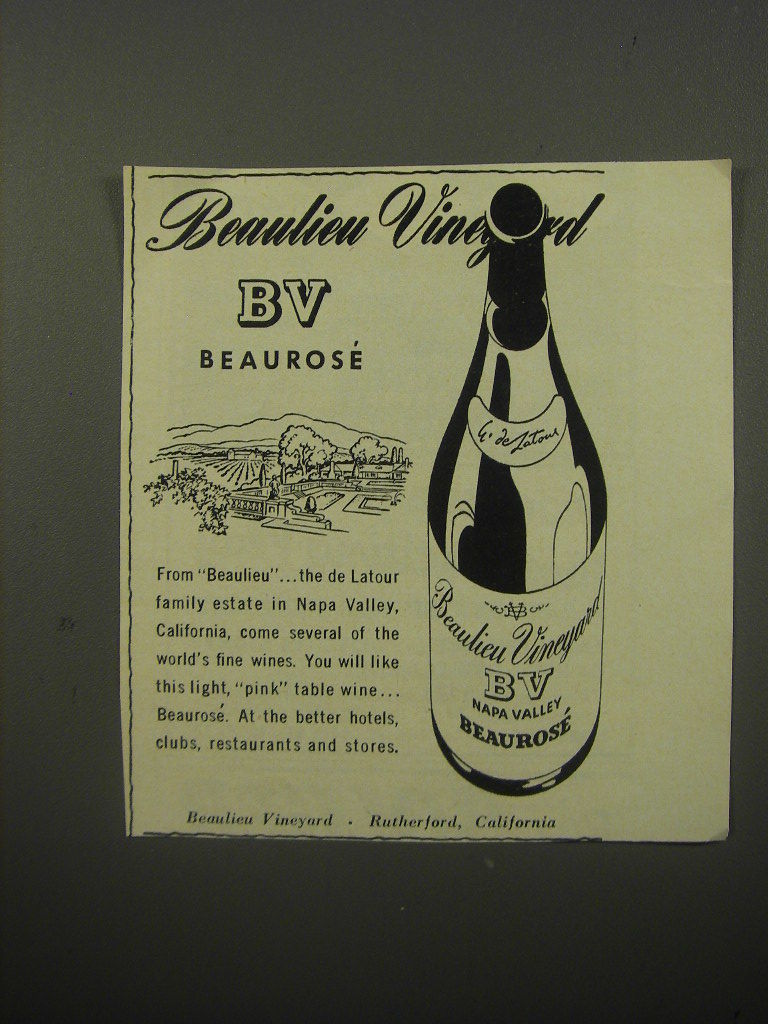 Beaulieu Vineyard
BV
BEAUROSÉ
From "Beaulieu"...the de Latour
family estate in Napa Valley,
California, come several of the
world's fine wines. You will like
this light, "pink" table wine...
Beaurosé. At the better hotels,
clubs, restaurants and stores.
G. de Latour
BV
Beaulieu Vineyard
BV
NAPA VALLEY
BEAUROSÉ
Beaulieu Vineyard - Rutherford, California